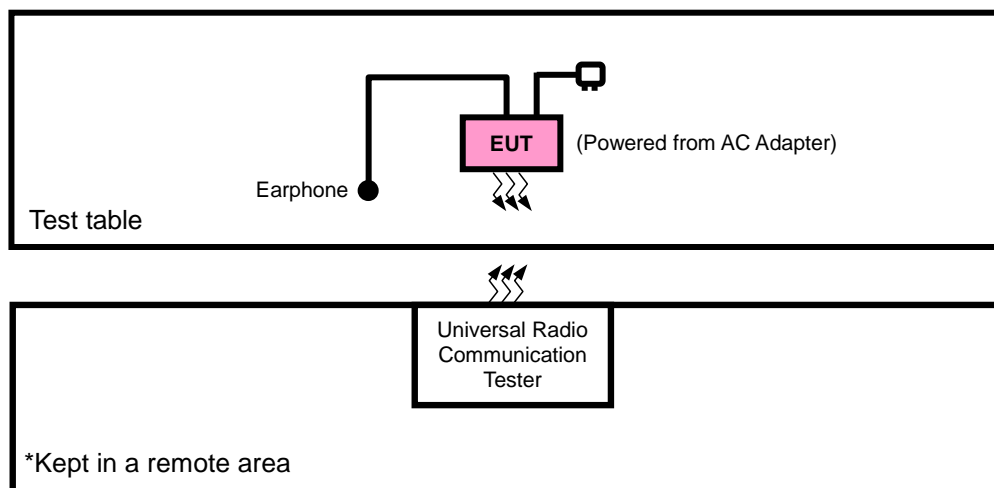 EUT
(Powered from AC Adapter)
Earphone
Test table
Universal Radio
Communication
Tester
*Kept in a remote area